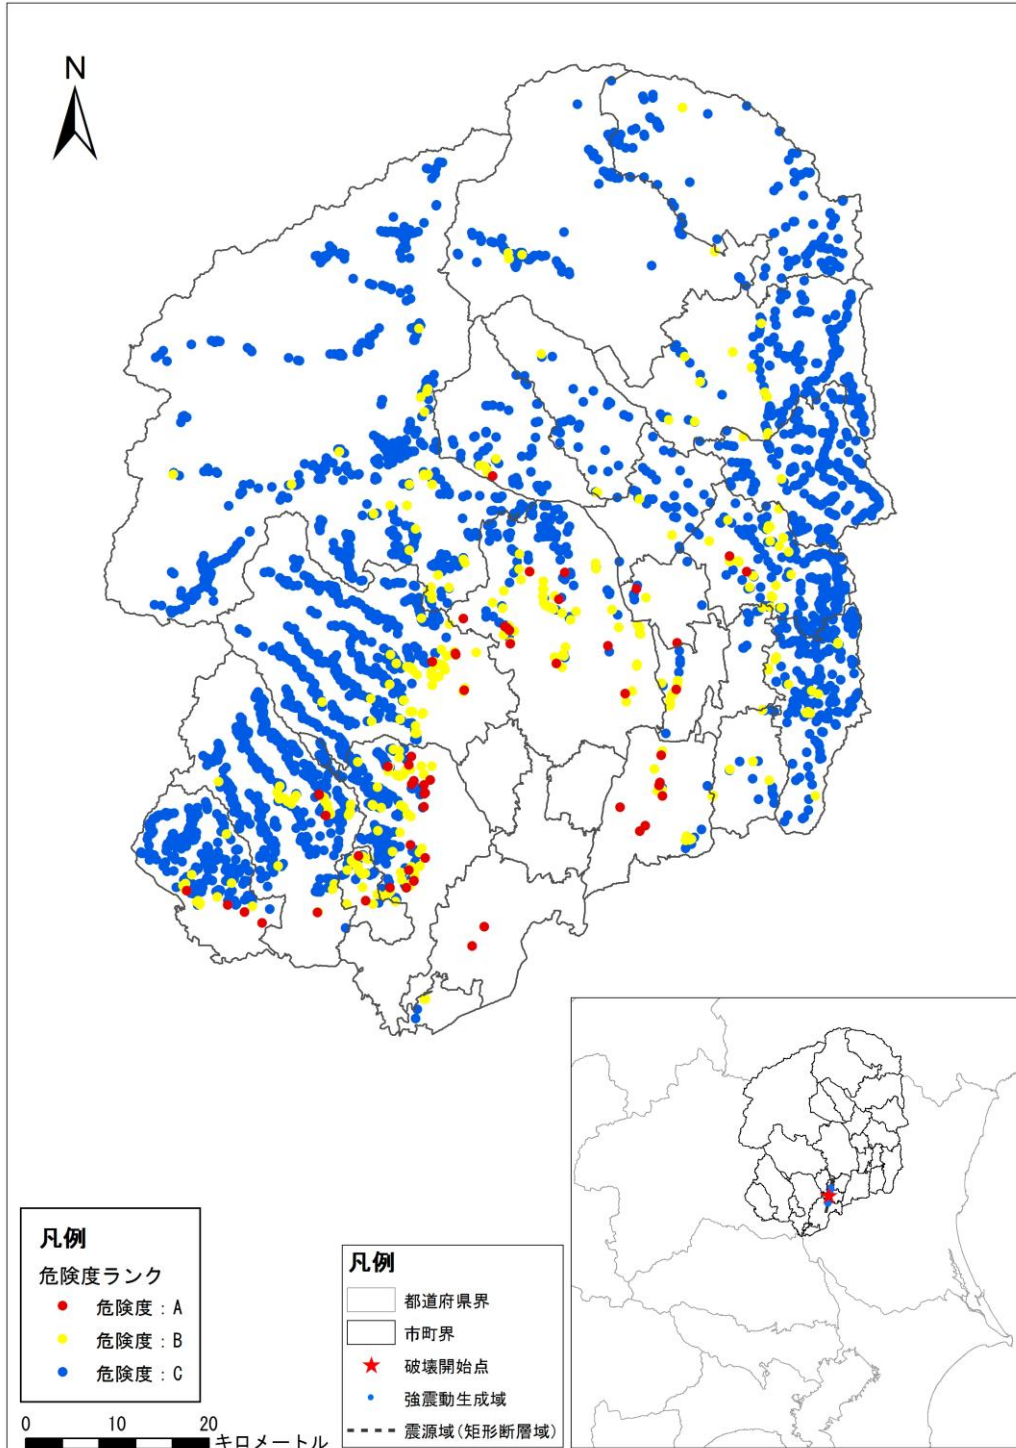 N
凡例
危険度ランク
危険度：A
危険度：B
危険度：C
0 10 20
キロメートル
凡例
都道府県界
市町界
破壊開始点
強震動生成域
震源域(矩形断層域)